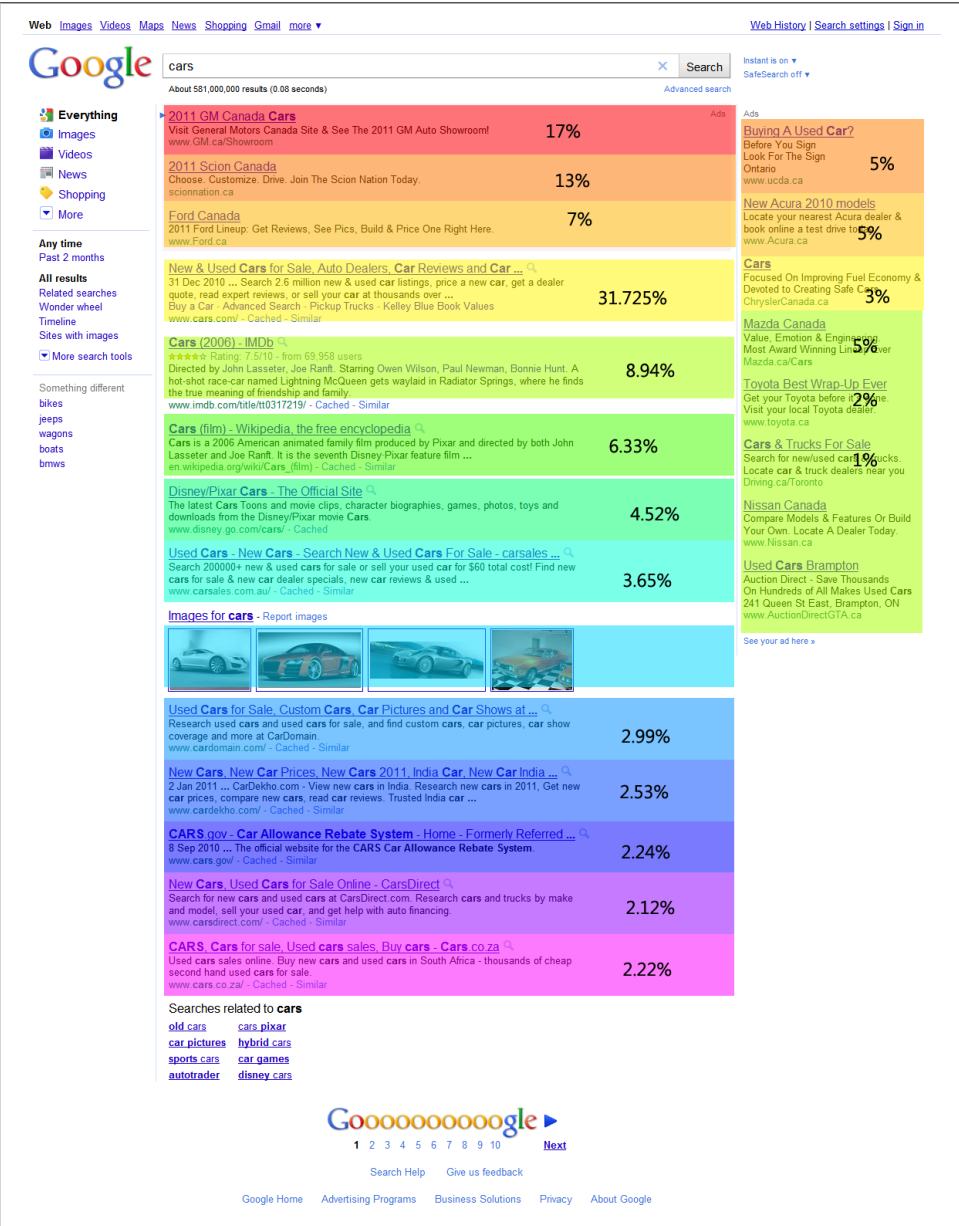 Web Images Videos Maps News Shopping Gmail more ▼
Web History | Search settings | Sign in
Google
cars
Search
Instant is on ▼
SafeSearch off ▼
About 581,000,000 results (0.08 seconds)
Advanced search
Everything
Images
Videos
News
Shopping
More
Any time
Past 2 months
All results
Related searches
Wonder wheel
Timeline
Sites with images
More search tools
Something different
bikes
jeeps
wagons
boats
bmws
2011 GM Canada Cars
Ads
Visit General Motors Canada Site & See The 2011 GM Auto Showroom!
www.GM.ca/Showroom
17%
2011 Scion Canada
Choose. Customize. Drive. Join The Scion Nation Today.
scionnation.ca
13%
Ford Canada
2011 Ford Lineup: Get Reviews, See Pics, Build & Price One Right Here.
www.Ford.ca
7%
New & Used Cars for Sale, Auto Dealers, Car Reviews and Car ...
31 Dec 2010 ... Search 2.6 million new & used car listings, price a new car, get a dealer
quote, read expert reviews, or sell your car at thousands over ...
Buy a Car - Advanced Search - Pickup Trucks - Kelley Blue Book Values
www.cars.com/ - Cached - Similar
31.725%
Cars (2006) - IMDb
Rating: 7.5/10 - from 69,958 users
Directed by John Lasseter, Joe Ranft. Starring Owen Wilson, Paul Newman, Bonnie Hunt. A
hot-shot race-car named Lightning McQueen gets waylaid in Radiator Springs, where he finds
the true meaning of friendship and family.
www.imdb.com/title/tt0317219/ - Cached - Similar
8.94%
Cars (film) - Wikipedia, the free encyclopedia
Cars is a 2006 American animated family film produced by Pixar and directed by both John
Lasseter and Joe Ranft. It is the seventh Disney·Pixar feature film ...
en.wikipedia.org/wiki/Cars_(film) - Cached - Similar
6.33%
Disney/Pixar Cars - The Official Site
The latest Cars Toons and movie clips, character biographies, games, photos, toys and
downloads from the Disney/Pixar movie Cars.
www.disney.go.com/cars/ - Cached
4.52%
Used Cars - New Cars - Search New & Used Cars For Sale - carsales ...
Search 200000+ new & used cars for sale or sell your used car for $60 total cost! Find new
cars for sale & new car dealer specials, new car reviews & used ...
www.carsales.com.au/ - Cached - Similar
3.65%
Images for cars - Report images
Used Cars for Sale, Custom Cars, Car Pictures and Car Shows at ...
Research used cars and used cars for sale, and find custom cars, car pictures, car show
coverage and more at CarDomain.
www.cardomain.com/ - Cached - Similar
2.99%
New Cars, New Car Prices, New Cars 2011, India Car, New Car India ...
2 Jan 2011 ... CarDekho.com - View new cars in India. Research new cars in 2011, Get new
car prices, compare new cars, read car reviews. Trusted India car ...
www.cardekho.com/ - Cached - Similar
2.53%
CARS.gov - Car Allowance Rebate System - Home - Formerly Referred ...
8 Sep 2010 ... The official website for the CARS Car Allowance Rebate System.
www.cars.gov/ - Cached - Similar
2.24%
New Cars, Used Cars for Sale Online - CarsDirect
Search for new cars and used cars at CarsDirect.com. Research cars and trucks by make
and model, sell your used car, and get help with auto financing.
www.carsdirect.com/ - Cached - Similar
2.12%
CARS, Cars for sale, Used cars sales, Buy cars - Cars.co.za
Used cars sales online. Buy new cars and used cars in South Africa - thousands of cheap
second hand used cars for sale.
www.cars.co.za/ - Cached - Similar
2.22%
Ads
Buying A Used Car?
Before You Sign
Look For The Sign
Ontario
www.ucda.ca
5%
New Acura 2010 models
Locate your nearest Acura dealer &
book online a test drive today.
www.Acura.ca
5%
Cars
Focused On Improving Fuel Economy &
Devoted to Creating Safe Cars
ChryslerCanada.ca
3%
Mazda Canada
Value, Emotion & Engineering.
Most Award Winning Lineup Ever
Mazda.ca/Cars
5%
Toyota Best Wrap-Up Ever
Get your Toyota before it's gone.
Visit your local Toyota dealer.
www.toyota.ca
2%
Cars & Trucks For Sale
Search for new/used cars & trucks.
Locate car & truck dealers near you
Driving.ca/Toronto
1%
Nissan Canada
Compare Models & Features Or Build
Your Own. Locate A Dealer Today.
www.Nissan.ca
Used Cars Brampton
Auction Direct - Save Thousands
On Hundreds of All Makes Used Cars
241 Queen St East, Brampton, ON
www.AuctionDirectGTA.ca
See your ad here »
Searches related to cars
old cars cars pixar
car pictures hybrid cars
sports cars car games
autotrader disney cars
Goooooooooogle
1 2 3 4 5 6 7 8 9 10 Next
Search Help Give us feedback
Google Home Advertising Programs Business Solutions Privacy About Google